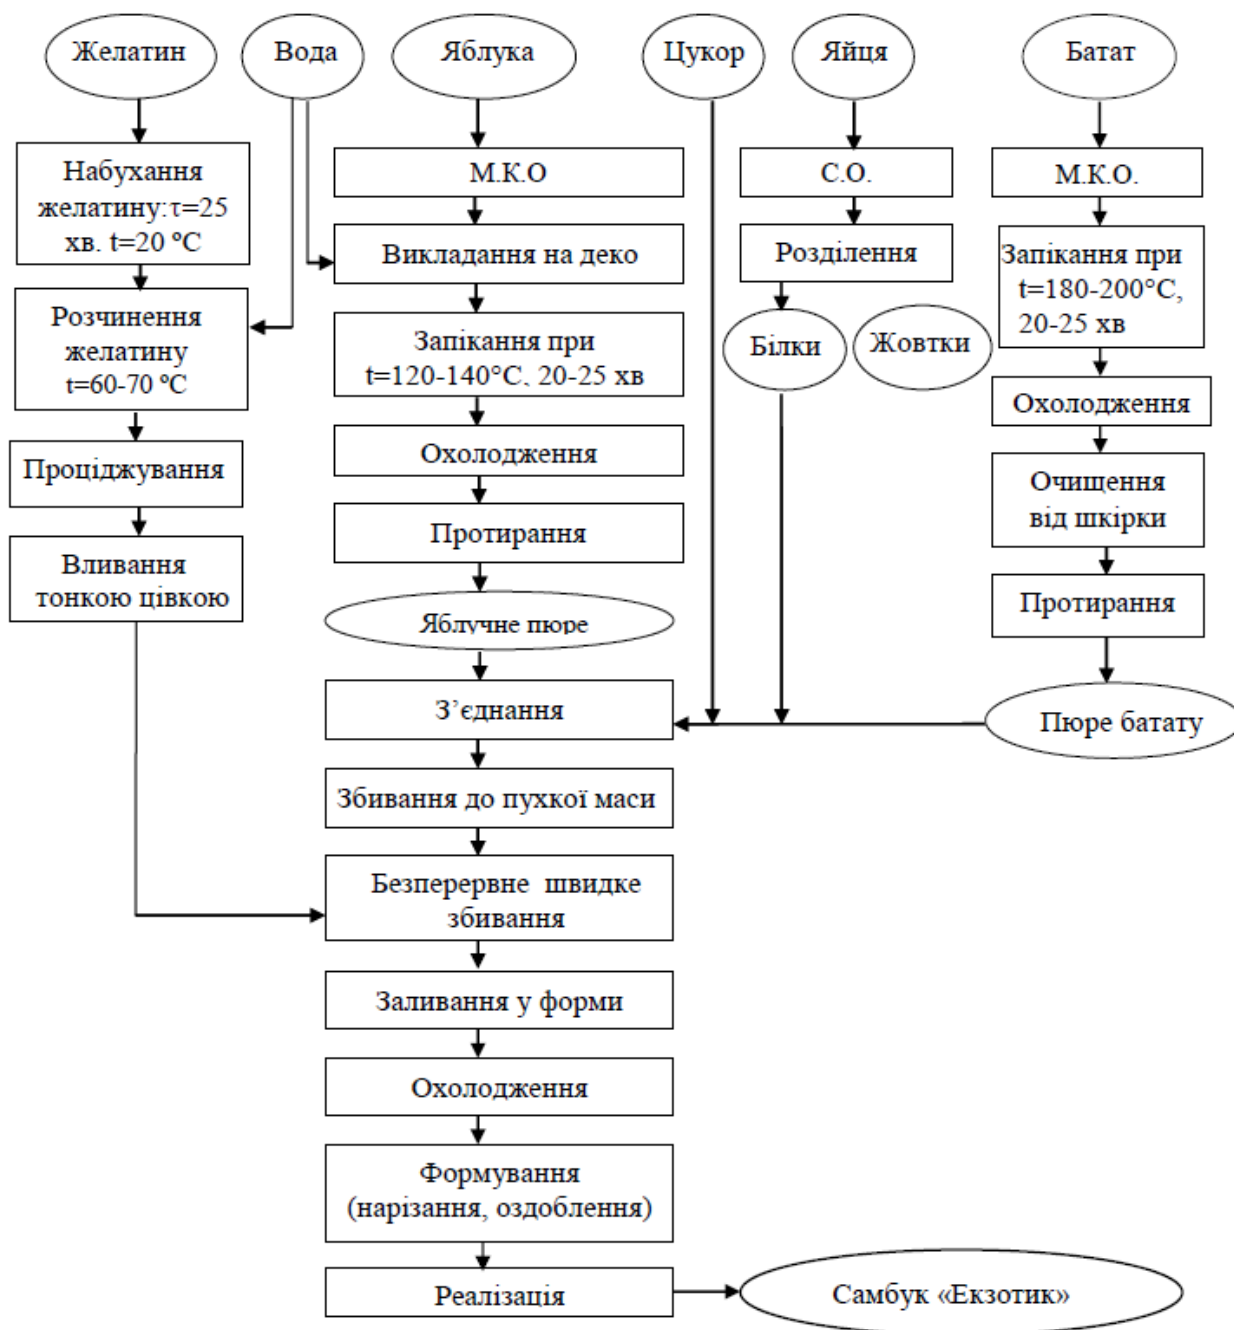 Желатин
Вода
Яблука
Цукор
Яйця
Батат
Набухання
желатину:τ=25
хв. t=20 ºС
М.К.О
С.О.
М.К.О.
Викладання на деко
Розділення
Запікання при
t=180-200°С,
20-25 хв
Розчинення
желатину
t=60-70 ºС
Запікання при
t=120-140°С, 20-25 хв
Білки
Жовтки
Охолодження
Проціджування
Охолодження
Очищення
від шкірки
Протирання
Вливання
тонкою цівкою
Протирання
Яблучне пюре
З’єднання
Пюре батату
Збивання до пухкої маси
Безперервне швидке
збивання
Заливання у форми
Охолодження
Формування
(нарізання, оздоблення)
Реалізація
Самбук «Екзотик»